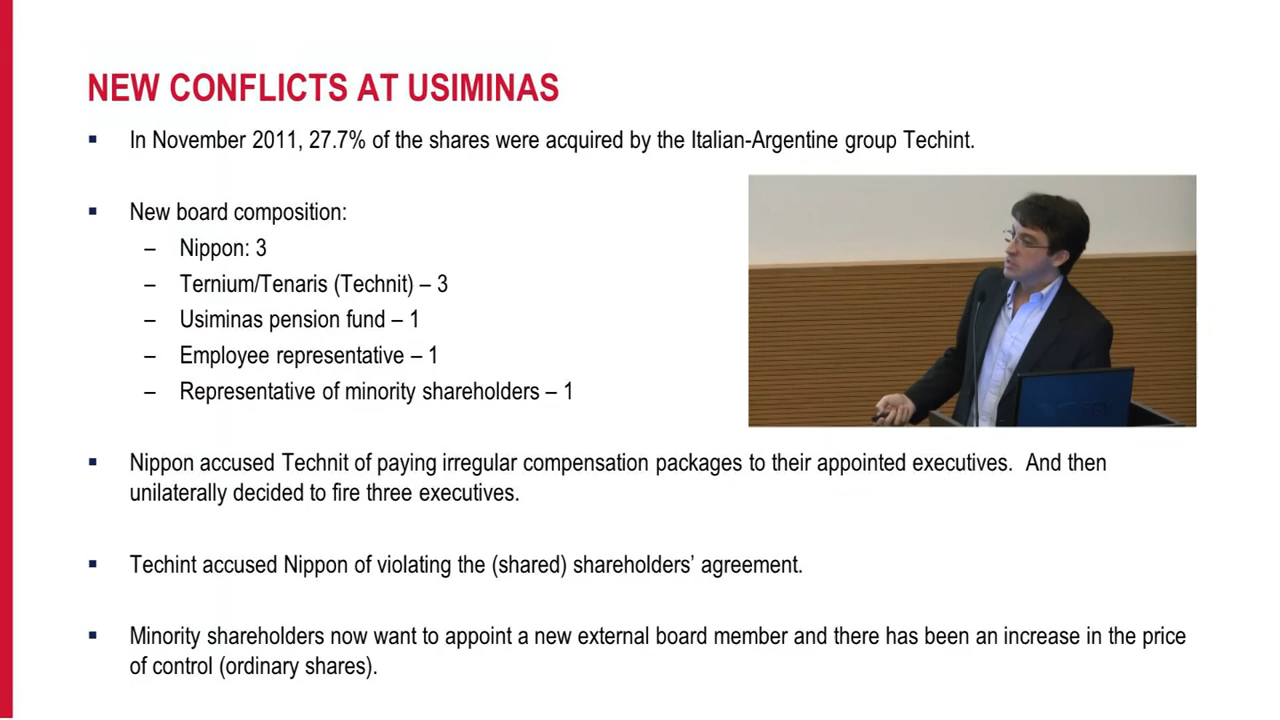 NEW CONFLICTS AT USIMINAS
▪ In November 2011, 27.7% of the shares were acquired by the Italian-Argentine group Techint.
▪ New board composition:
– Nippon: 3
– Ternium/Tenaris (Technit) – 3
– Usiminas pension fund – 1
– Employee representative – 1
– Representative of minority shareholders – 1
▪ Nippon accused Technit of paying irregular compensation packages to their appointed executives.  And then
unilaterally decided to fire three executives.
▪ Techint accused Nippon of violating the (shared) shareholders’ agreement.
▪ Minority shareholders now want to appoint a new external board member and there has been an increase in the price
of control (ordinary shares).